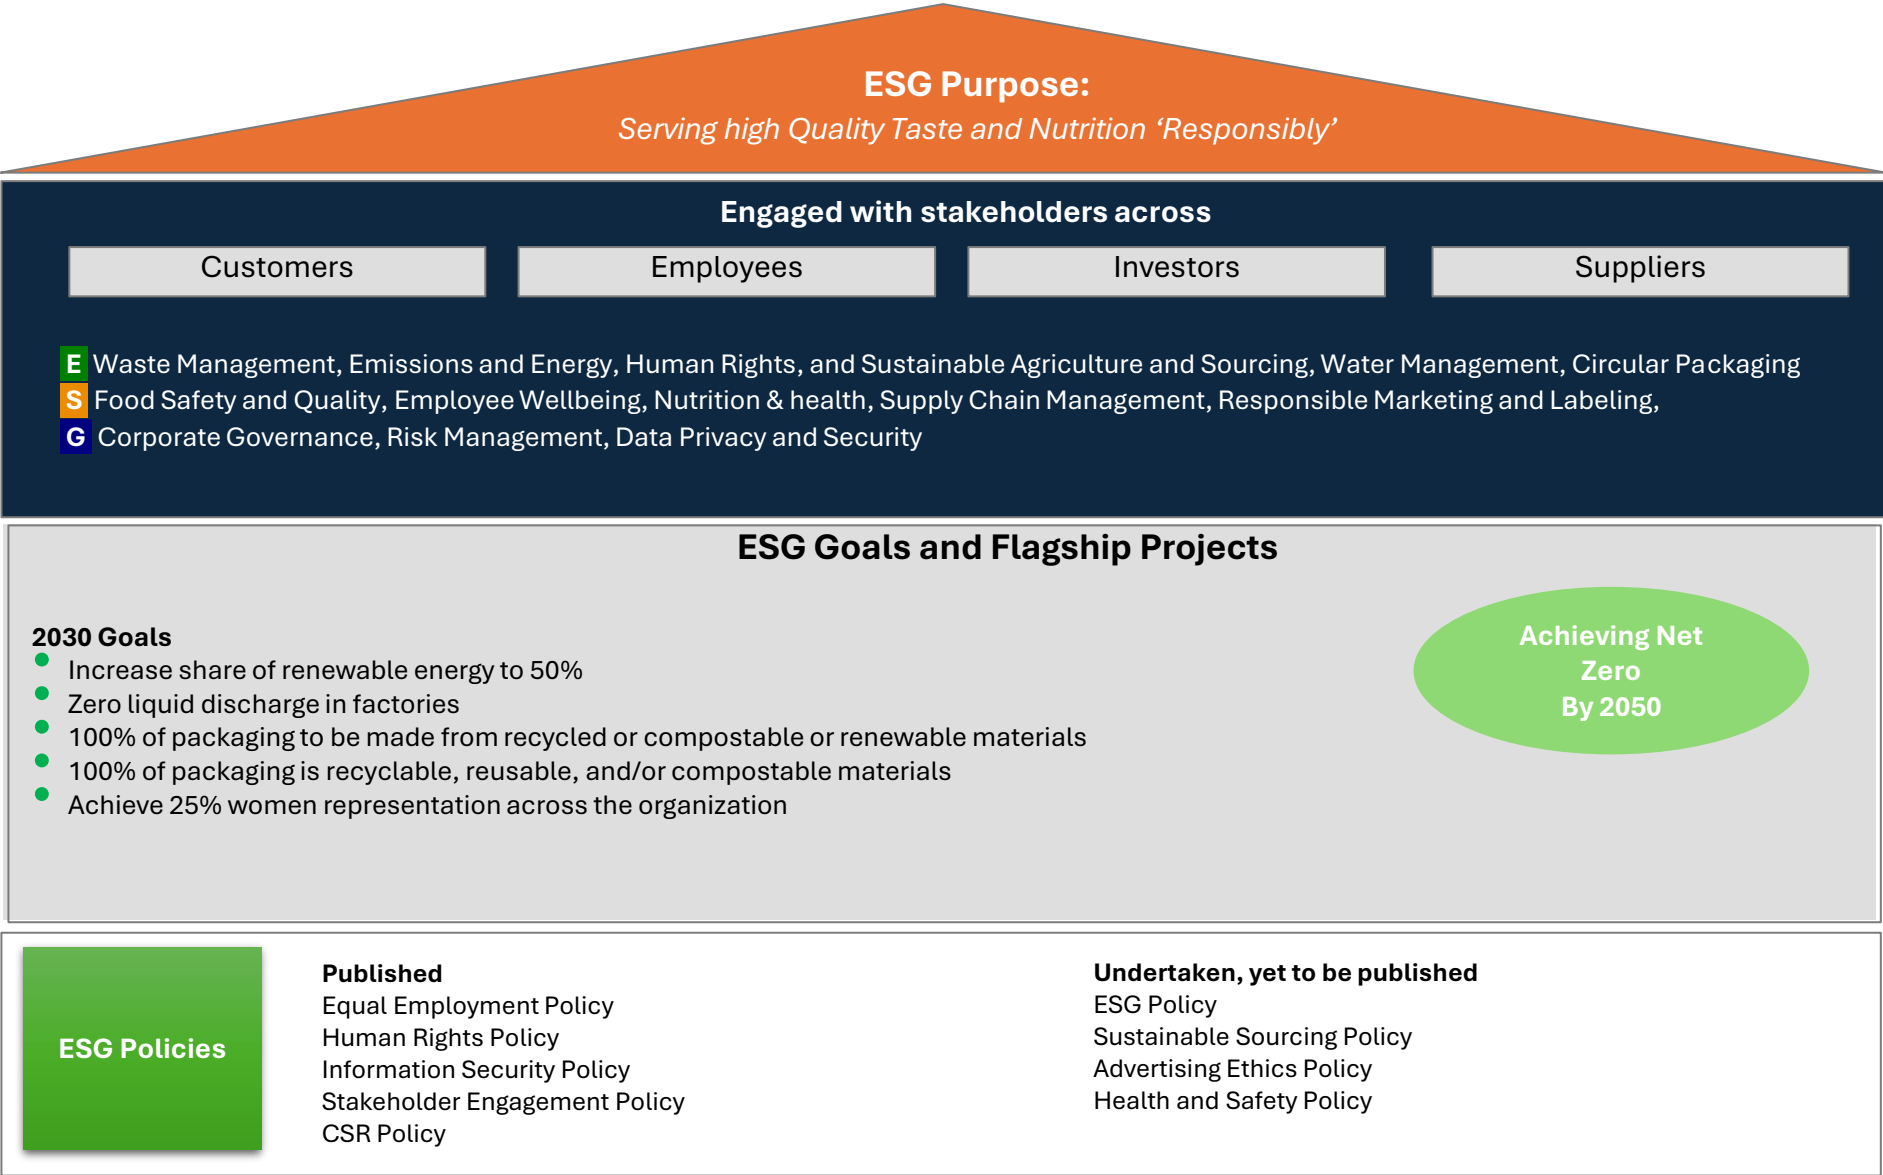 ESG Purpose:
Serving high Quality Taste and Nutrition ‘Responsibly’
Engaged with stakeholders across
Customers
Employees
Investors
Suppliers
E Waste Management, Emissions and Energy, Human Rights, and Sustainable Agriculture and Sourcing, Water Management, Circular Packaging
S Food Safety and Quality, Employee Wellbeing, Nutrition & health, Supply Chain Management, Responsible Marketing and Labeling,
G Corporate Governance, Risk Management, Data Privacy and Security
ESG Goals and Flagship Projects
2030 Goals
Increase share of renewable energy to 50%
Zero liquid discharge in factories
100% of packaging to be made from recycled or compostable or renewable materials
100% of packaging is recyclable, reusable, and/or compostable materials
Achieve 25% women representation across the organization
Achieving Net
Zero
By 2050
ESG Policies
Published
Equal Employment Policy
Human Rights Policy
Information Security Policy
Stakeholder Engagement Policy
CSR Policy
Undertaken, yet to be published
ESG Policy
Sustainable Sourcing Policy
Advertising Ethics Policy
Health and Safety Policy